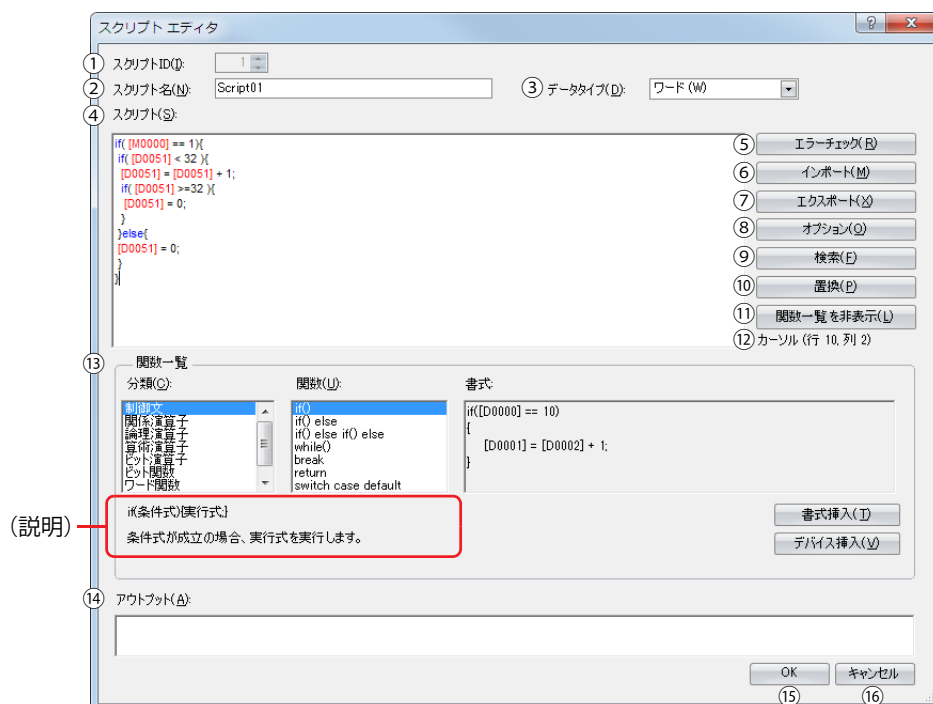 スクリプト エディタ
① スクリプトID(I): 1
② スクリプト名(N): Script01 ③ データタイプ(D): ワード (W)
④ スクリプト(S):
if( [M0000] == 1){
if( [D0051] < 32 ){
[D0051] = [D0051] + 1;
if( [D0051] >=32 ){
[D0051] = 0;
}
}else{
[D0051] = 0;
}
}
⑤ エラーチェック(R)
⑥ インポート(M)
⑦ エクスポート(X)
⑧ オプション(O)
⑨ 検索(F)
⑩ 置換(P)
⑪ 関数一覧を非表示(L)
⑫ カーソル (行 10, 列 2)
⑬ 関数一覧
分類(C): 関数(U): 書式:
制御文
関係演算子
論理演算子
算術演算子
ビット演算子
ビット関数
ワード関数
if()
if() else
if() else if() else
while()
break
return
switch case default
if([D0000] == 10)
{
[D0001] = [D0002] + 1;
}
(説明)
if(条件式){実行式;}
条件式が成立の場合、実行式を実行します。
書式挿入(T)
デバイス挿入(V)
⑭ アウトプット(A):
OK キャンセル
⑮ ⑯